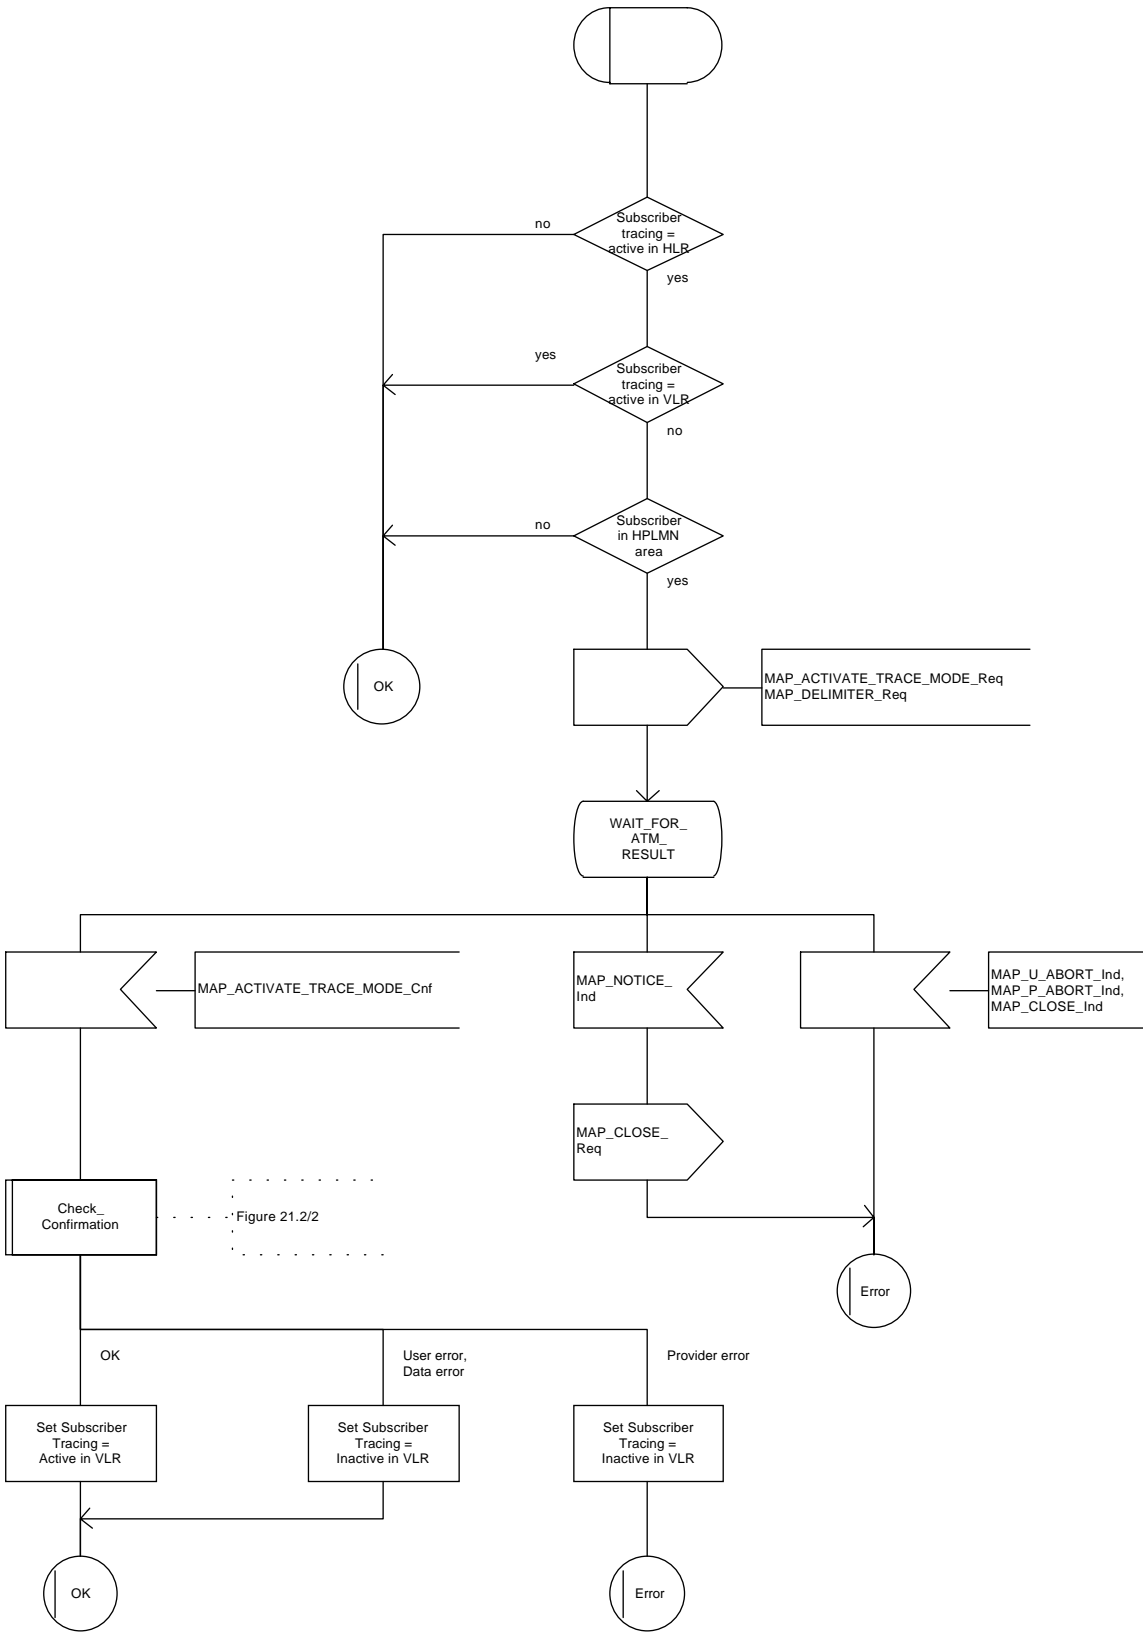 no
Subscriber
tracing =
active in HLR
yes
yes
Subscriber
tracing =
active in VLR
no
no
Subscriber
in HPLMN
area
yes
OK
MAP_ACTIVATE_TRACE_MODE_Req
MAP_DELIMITER_Req
WAIT_FOR_
ATM_
RESULT
MAP_ACTIVATE_TRACE_MODE_Cnf
MAP_NOTICE_
Ind
MAP_U_ABORT_Ind,
MAP_P_ABORT_Ind,
MAP_CLOSE_Ind
MAP_CLOSE_
Req
Check_
Confirmation
Figure 21.2/2
Error
OK
User error,
Data error
Provider error
Set Subscriber
Tracing =
Active in VLR
Set Subscriber
Tracing =
Inactive in VLR
Set Subscriber
Tracing =
Inactive in VLR
OK
Error